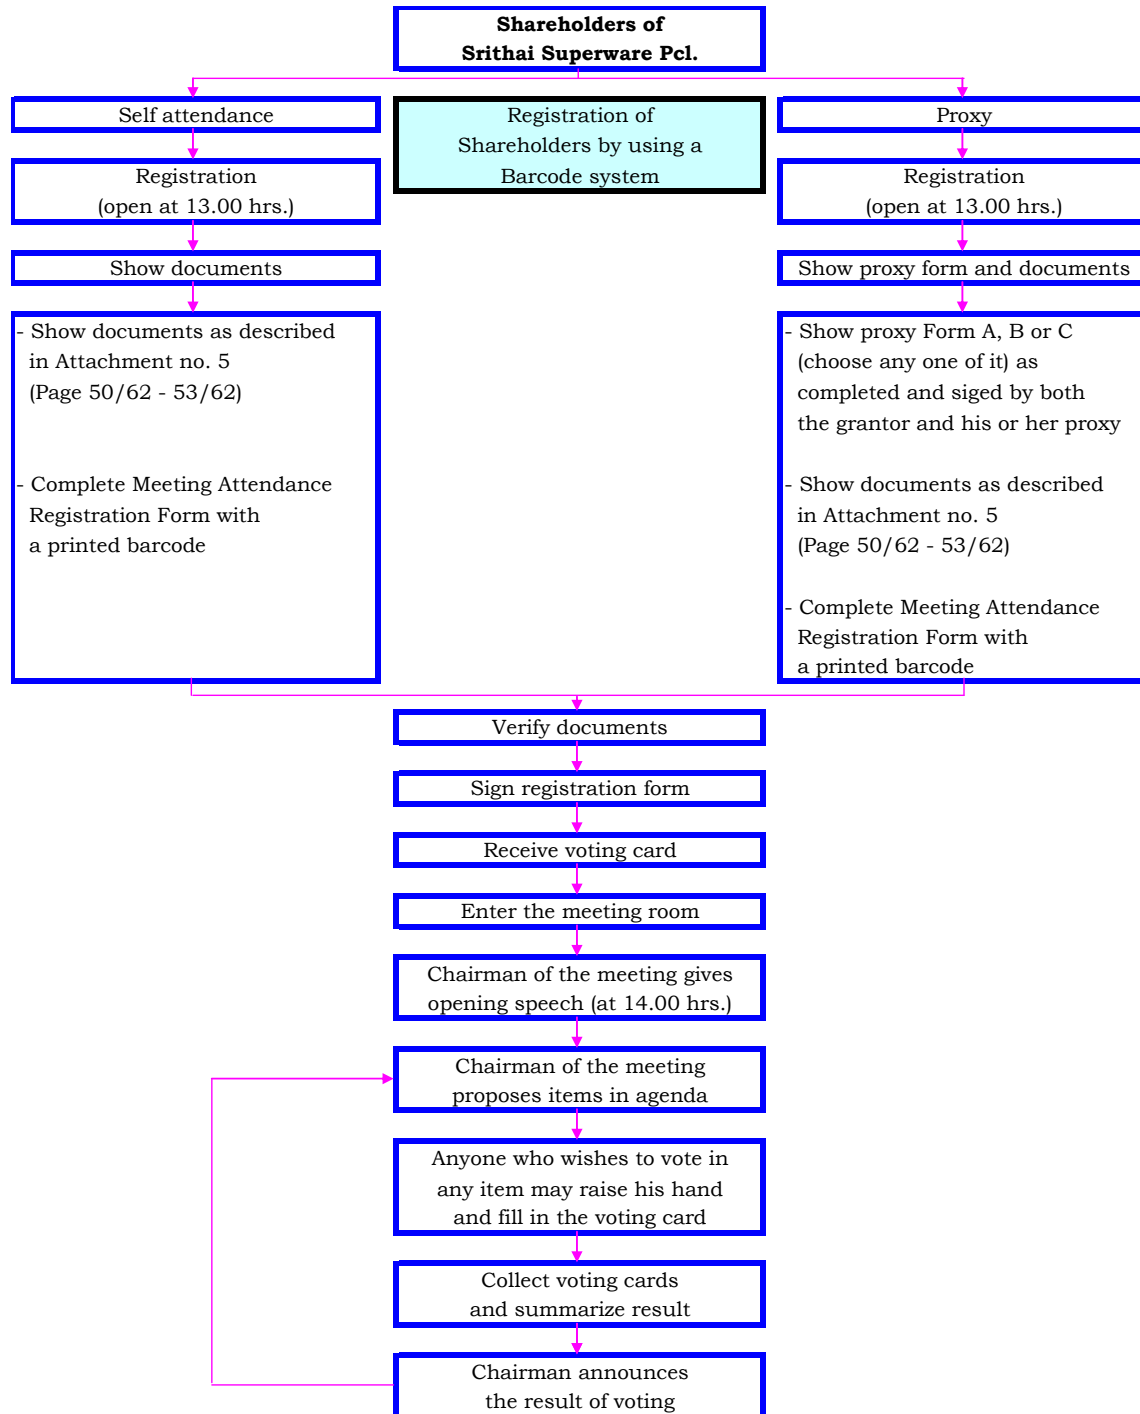 Shareholders of
Srithai Superware Pcl.
Self attendance
Registration
(open at 13.00 hrs.)
Show documents
- Show documents as described
in Attachment no. 5
(Page 50/62 - 53/62)
- Complete Meeting Attendance
Registration Form with
a printed barcode
Registration of
Shareholders by using a
Barcode system
Proxy
Registration
(open at 13.00 hrs.)
Show proxy form and documents
- Show proxy Form A, B or C
(choose any one of it) as
completed and siged by both
the grantor and his or her proxy
- Show documents as described
in Attachment no. 5
(Page 50/62 - 53/62)
- Complete Meeting Attendance
Registration Form with
a printed barcode
Verify documents
Sign registration form
Receive voting card
Enter the meeting room
Chairman of the meeting gives
opening speech (at 14.00 hrs.)
Chairman of the meeting
proposes items in agenda
Anyone who wishes to vote in
any item may raise his hand
and fill in the voting card
Collect voting cards
and summarize result
Chairman announces
the result of voting